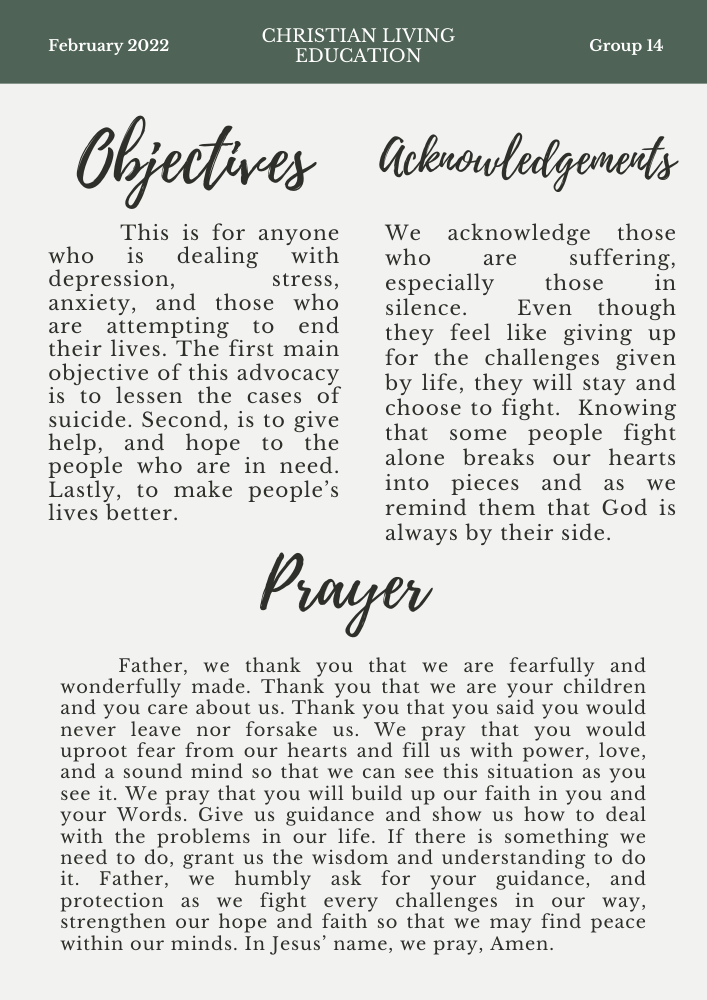 February 2022
CHRISTIAN LIVING
EDUCATION
Group 14
Objectives
This is for anyone
who is dealing with
depression, stress,
anxiety, and those who
are attempting to end
their lives. The first main
objective of this advocacy
is to lessen the cases of
suicide. Second, is to give
help, and hope to the
people who are in need.
Lastly, to make people’s
lives better.
Acknowledgements
We acknowledge those
who are suffering,
especially those in
silence. Even though
they feel like giving up
for the challenges given
by life, they will stay and
choose to fight. Knowing
that some people fight
alone breaks our hearts
into pieces and as we
remind them that God is
always by their side.
Prayer
Father, we thank you that we are fearfully and
wonderfully made. Thank you that we are your children
and you care about us. Thank you that you said you would
never leave nor forsake us. We pray that you would
uproot fear from our hearts and fill us with power, love,
and a sound mind so that we can see this situation as you
see it. We pray that you will build up our faith in you and
your Words. Give us guidance and show us how to deal
with the problems in our life. If there is something we
need to do, grant us the wisdom and understanding to do
it. Father, we humbly ask for your guidance, and
protection as we fight every challenges in our way,
strengthen our hope and faith so that we may find peace
within our minds. In Jesus’ name, we pray, Amen.